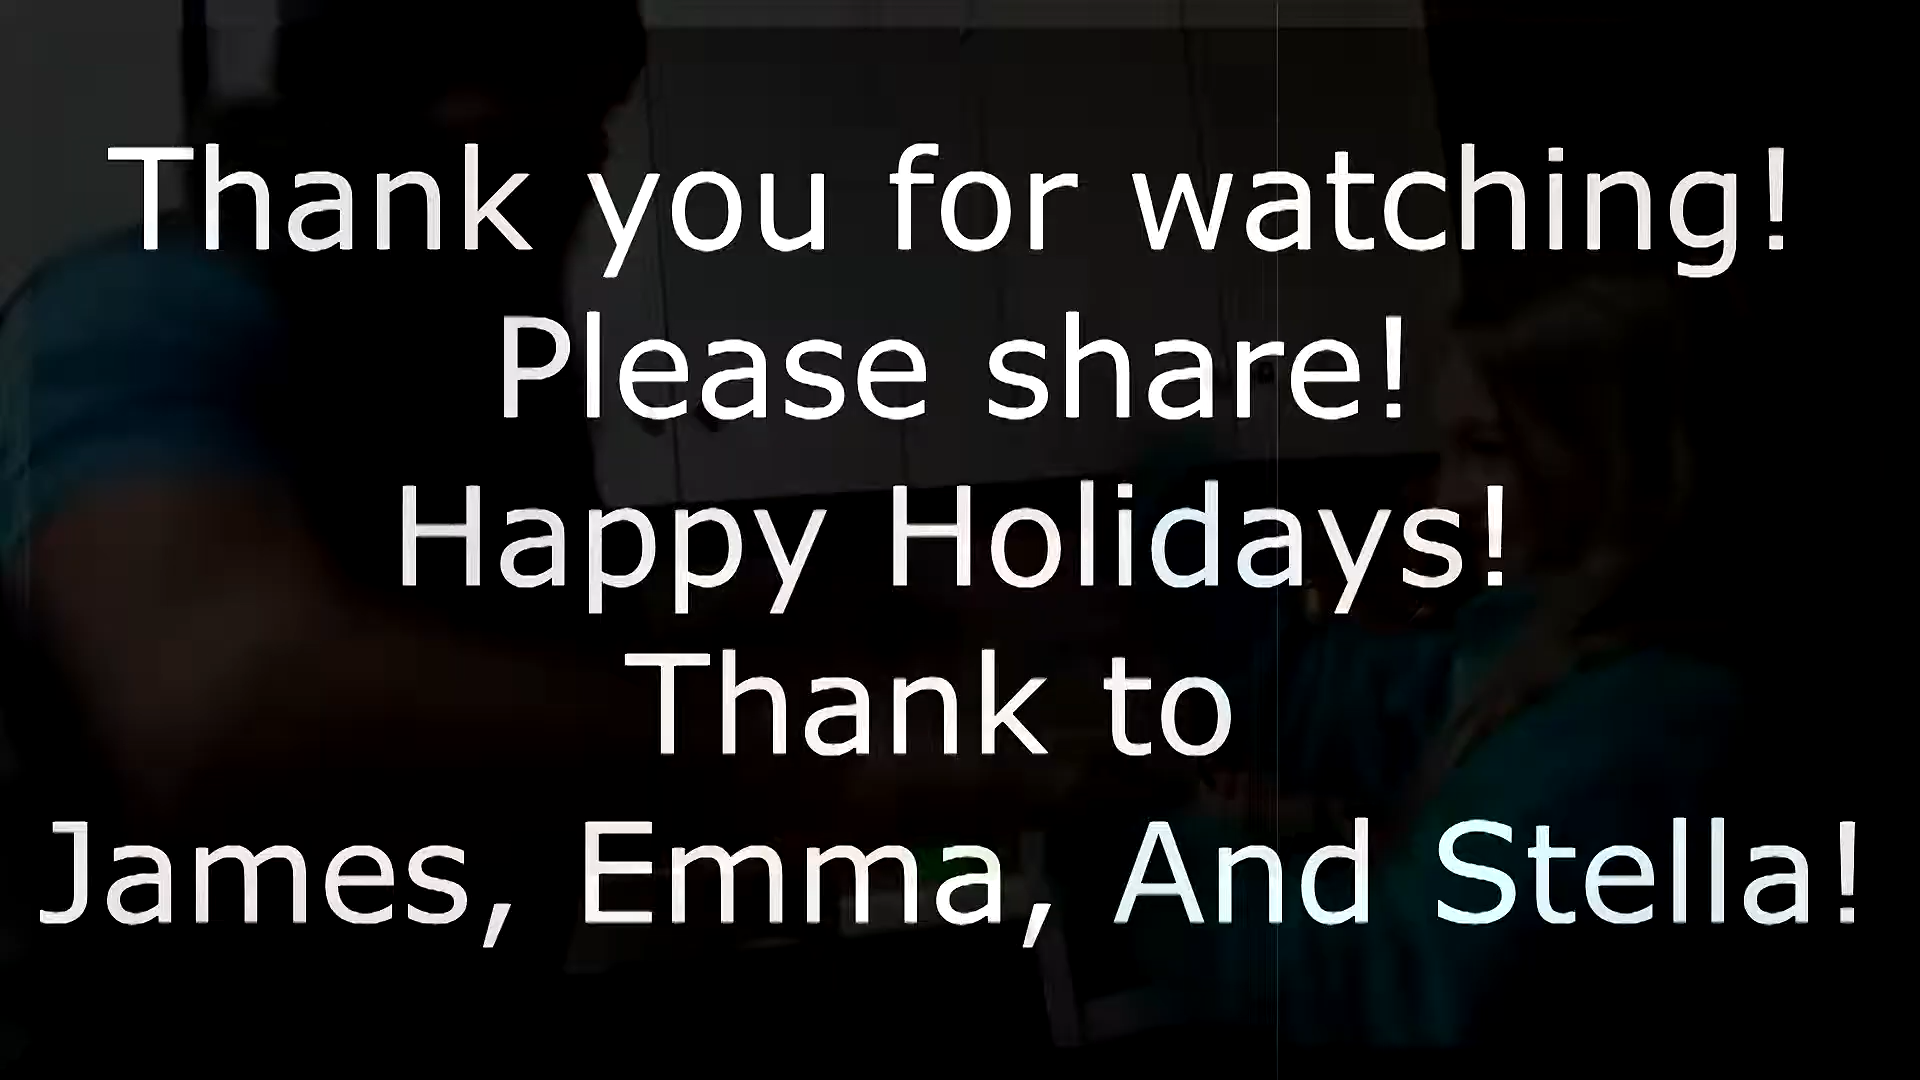 Thank you for watching!
Please share!
Happy Holidays!
Thank to
James, Emma, And Stella!